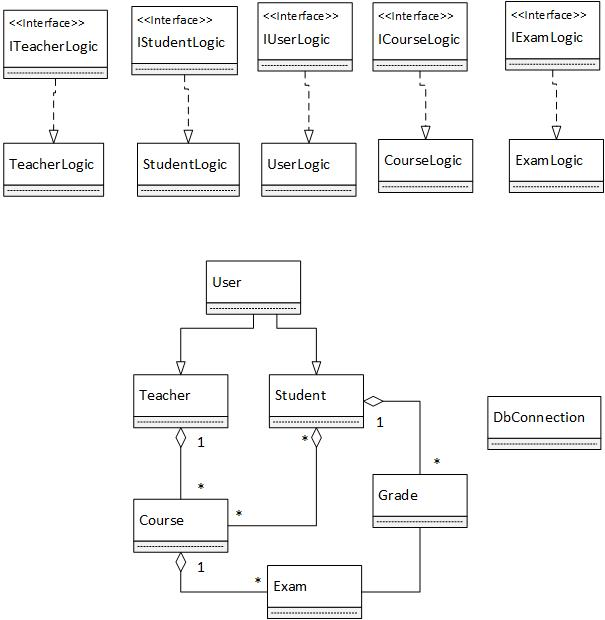 <<Interface>>
ITeacherLogic
<<Interface>>
IStudentLogic
<<Interface>>
IUserLogic
<<Interface>>
ICourseLogic
<<Interface>>
IExamLogic
TeacherLogic
StudentLogic
UserLogic
CourseLogic
ExamLogic
User
Teacher
Student
DbConnection
1
*
1
*
*
*
Grade
Course
1
*
Exam